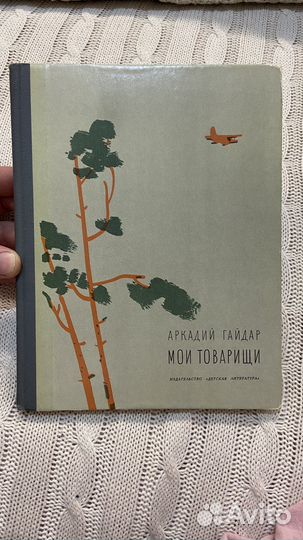 АРКАДИЙ ГАЙДАР
МОИ ТОВАРИЩИ
ИЗДАТЕЛЬСТВО «ДЕТСКАЯ ЛИТЕРАТУРА»
Avito